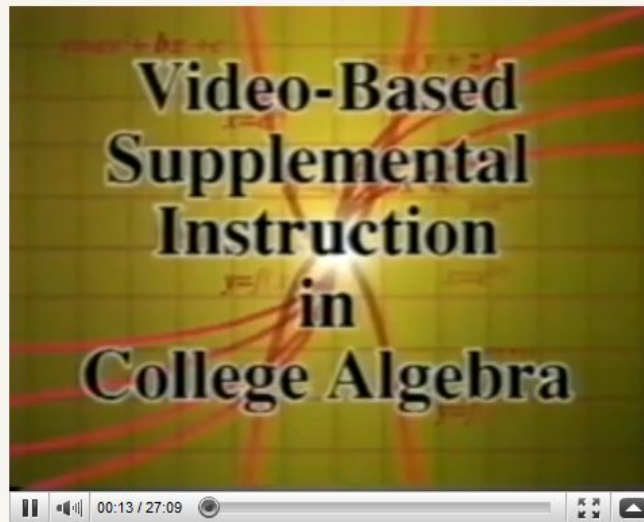 Video-Based
Supplemental
Instruction
in
College Algebra
00:13 / 27:09